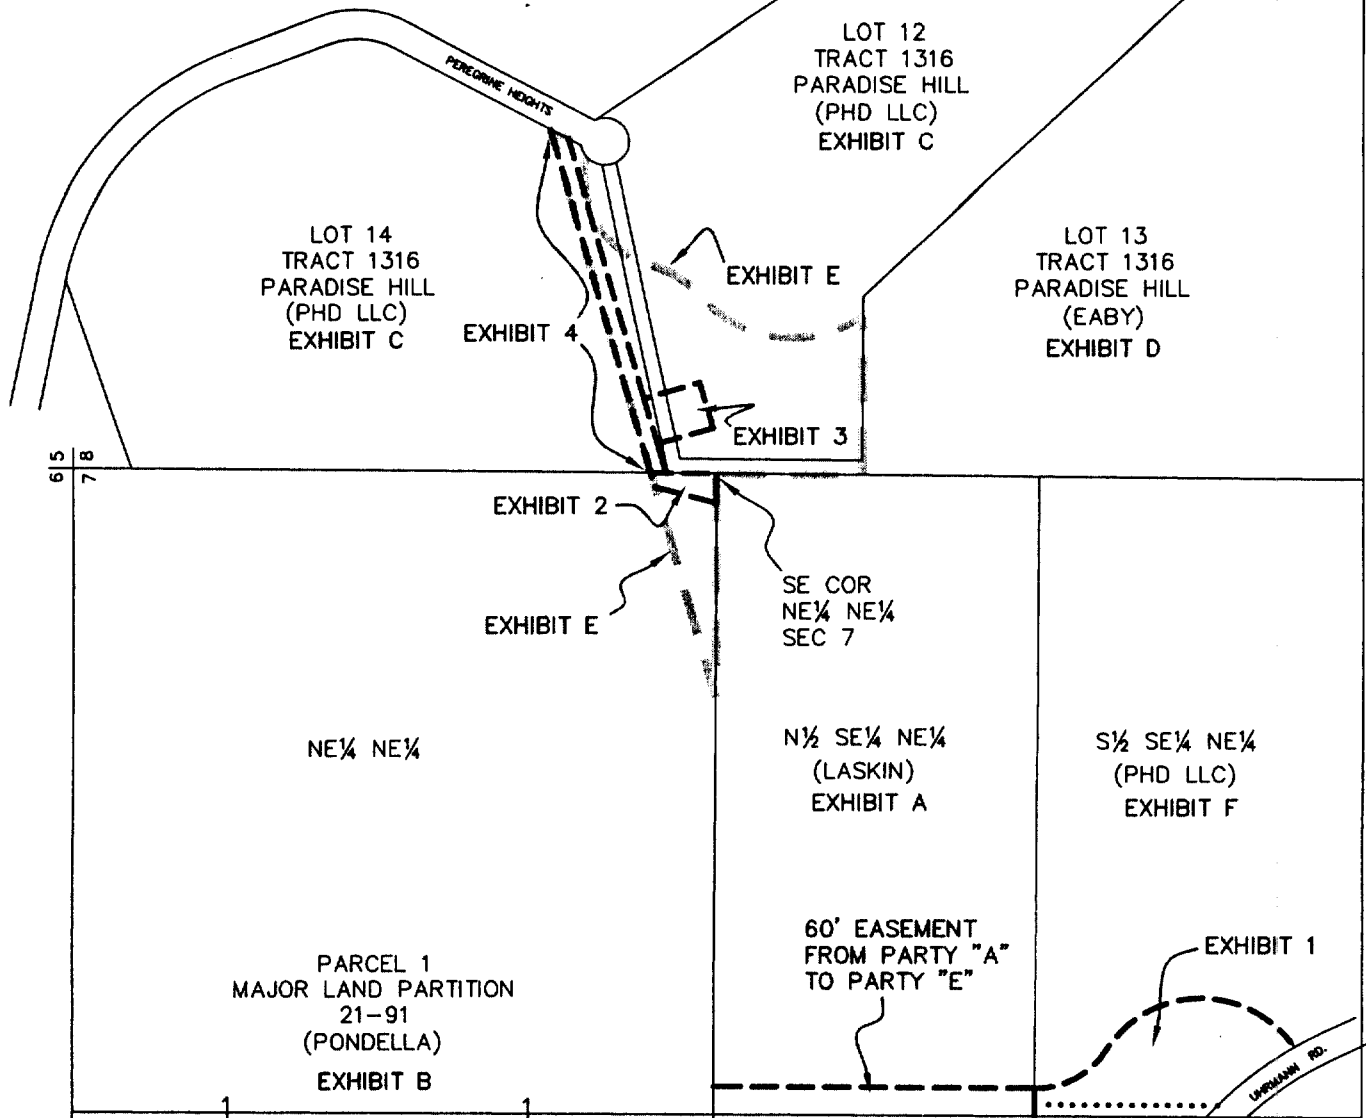 LOT 12
TRACT 1316
PARADISE HILL
(PHD LLC)
EXHIBIT C
PEREGRINE HEIGHTS
LOT 14
TRACT 1316
PARADISE HILL
(PHD LLC)
EXHIBIT C
EXHIBIT 4
EXHIBIT E
LOT 13
TRACT 1316
PARADISE HILL
(EABY)
EXHIBIT D
EXHIBIT 3
5 8
6 7
EXHIBIT 2
EXHIBIT E
SE COR
NE¼ NE¼
SEC 7
NE¼ NE¼
N½ SE¼ NE¼
(LASKIN)
EXHIBIT A
S½ SE¼ NE¼
(PHD LLC)
EXHIBIT F
60' EASEMENT
FROM PARTY "A"
TO PARTY "E"
EXHIBIT 1
PARCEL 1
MAJOR LAND PARTITION
21-91
(PONDELLA)
EXHIBIT B
UHRMANN RD.